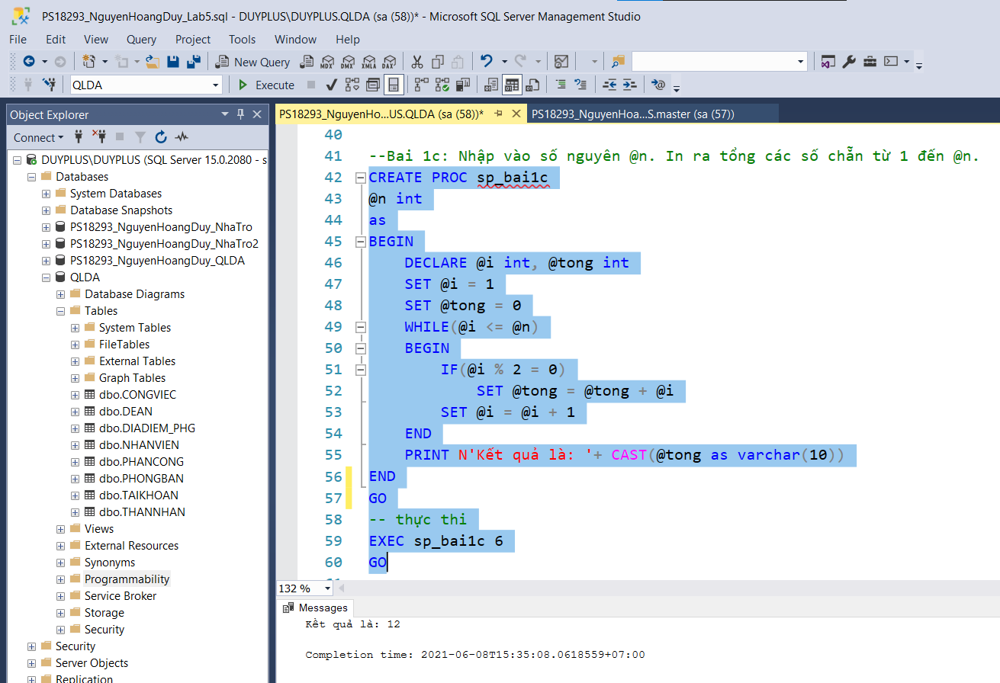 PS18293_NguyenHoangDuy_Lab5.sql - DUYPLUS\DUYPLUS.QLDA (sa (58))* - Microsoft SQL Server Management Studio
File Edit View Query Project Tools Window Help
New Query MDX DMX XMLA DAX
QLDA Execute
Object Explorer
Connect
DUYPLUS\DUYPLUS (SQL Server 15.0.2080 - s
Databases
System Databases
Database Snapshots
PS18293_NguyenHoangDuy_NhaTro
PS18293_NguyenHoangDuy_NhaTro2
PS18293_NguyenHoangDuy_QLDA
QLDA
Database Diagrams
Tables
System Tables
FileTables
External Tables
Graph Tables
dbo.CONGVIEC
dbo.DEAN
dbo.DIADIEM_PHG
dbo.NHANVIEN
dbo.PHANCONG
dbo.PHONGBAN
dbo.TAIKHOAN
dbo.THANNHAN
Views
External Resources
Synonyms
Programmability
Service Broker
Storage
Security
Security
Server Objects
Replication
PS18293_NguyenHo...US.QLDA (sa (58))* PS18293_NguyenHoa...S.master (sa (57))
40
41 --Bai 1c: Nhập vào số nguyên @n. In ra tổng các số chẵn từ 1 đến @n.
42 CREATE PROC sp_bai1c
43 @n int
44 as
45 BEGIN
46 DECLARE @i int, @tong int
47 SET @i = 1
48 SET @tong = 0
49 WHILE(@i <= @n)
50 BEGIN
51 IF(@i % 2 = 0)
52 SET @tong = @tong + @i
53 SET @i = @i + 1
54 END
55 PRINT N'Kết quả là: '+ CAST(@tong as varchar(10))
56 END
57 GO
58 -- thực thi
59 EXEC sp_bai1c 6
60 GO
132 %
Messages
Kết quả là: 12
Completion time: 2021-06-08T15:35:08.0618559+07:00